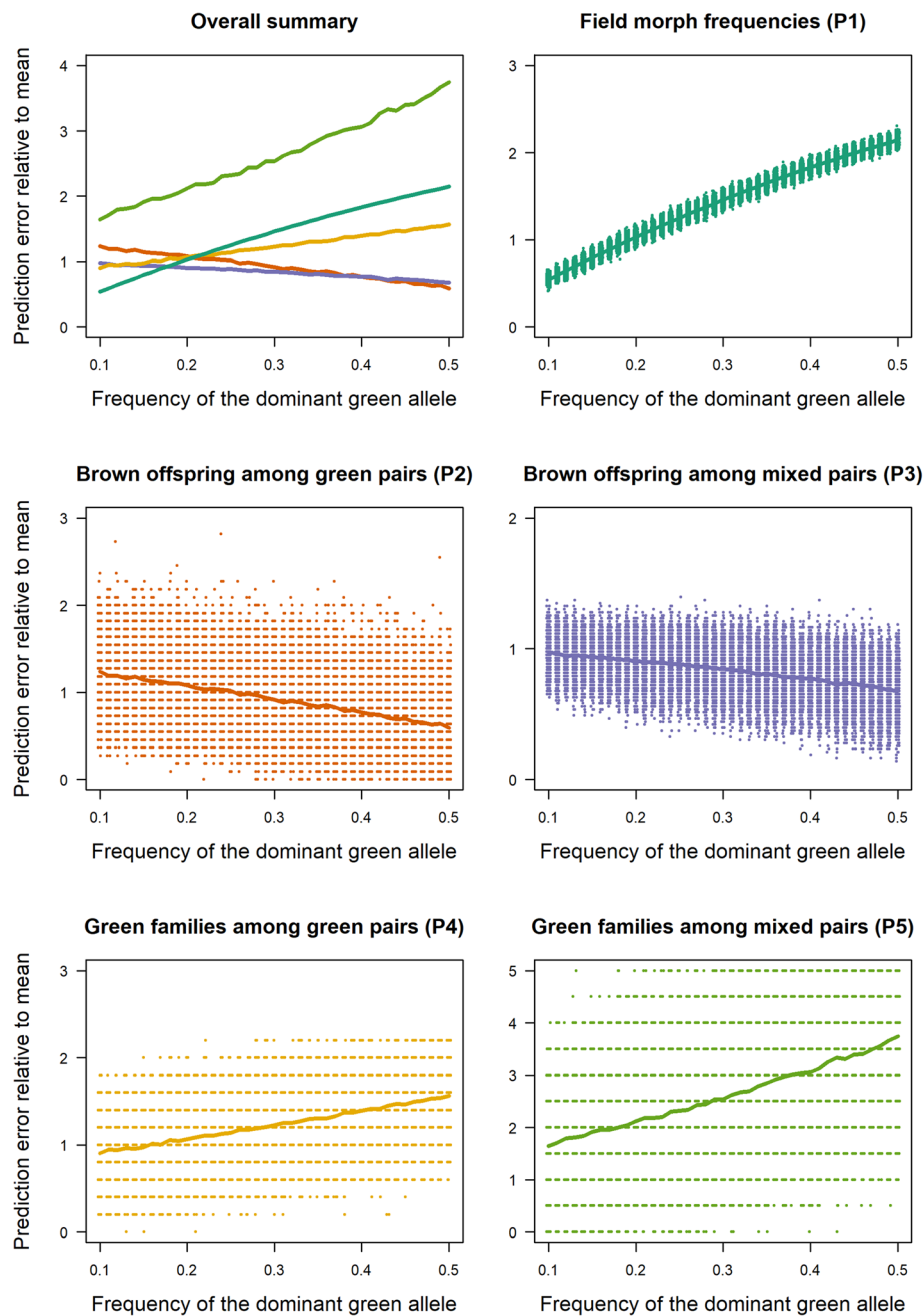 Overall summary
Prediction error relative to mean
4
3
2
1
0
0.1 0.2 0.3 0.4 0.5
Frequency of the dominant green allele
Field morph frequencies (P1)
3
2
1
0
0.1 0.2 0.3 0.4 0.5
Frequency of the dominant green allele
Brown offspring among green pairs (P2)
Prediction error relative to mean
3
2
1
0
0.1 0.2 0.3 0.4 0.5
Frequency of the dominant green allele
Brown offspring among mixed pairs (P3)
2
1
0
0.1 0.2 0.3 0.4 0.5
Frequency of the dominant green allele
Green families among green pairs (P4)
Prediction error relative to mean
3
2
1
0
0.1 0.2 0.3 0.4 0.5
Frequency of the dominant green allele
Green families among mixed pairs (P5)
5
4
3
2
1
0
0.1 0.2 0.3 0.4 0.5
Frequency of the dominant green allele